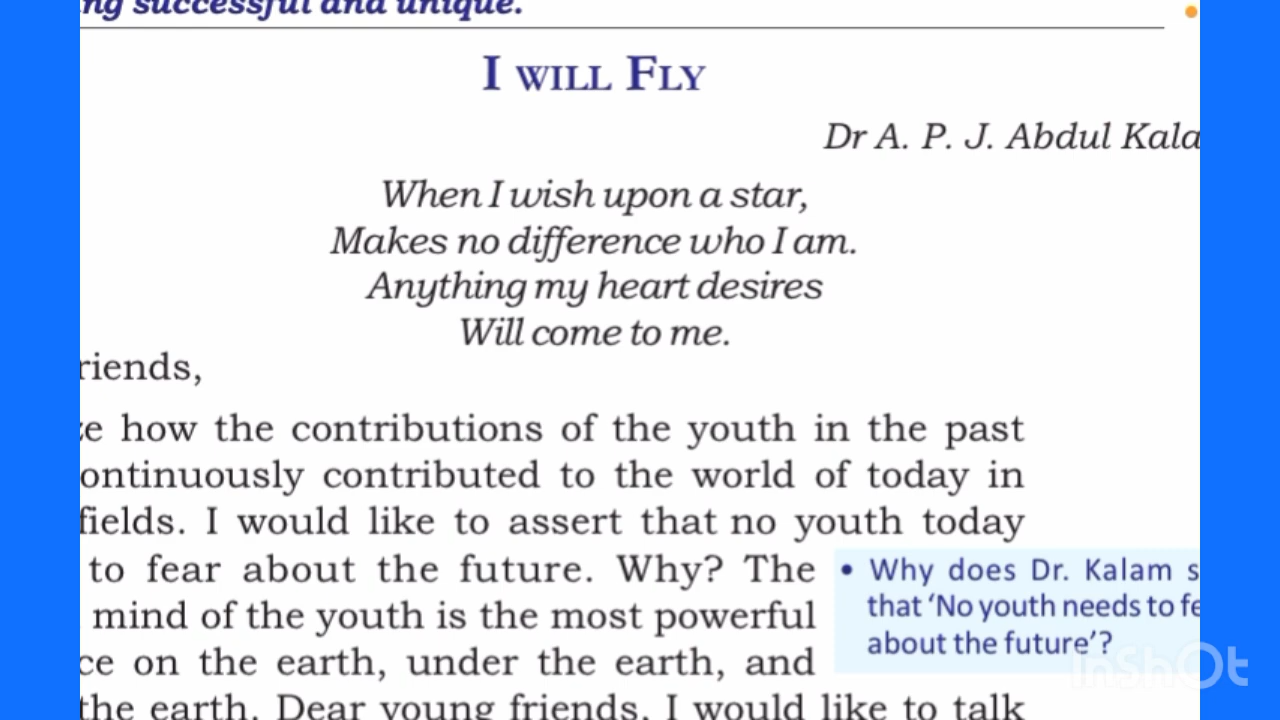 ng successful and unique.
I WILL FLY
Dr A. P. J. Abdul Kala
When I wish upon a star,
Makes no difference who I am.
Anything my heart desires
Will come to me.
riends,
ze how the contributions of the youth in the past
ontinuously contributed to the world of today in
fields. I would like to assert that no youth today
to fear about the future. Why? The
mind of the youth is the most powerful
ce on the earth, under the earth, and
the earth. Dear young friends, I would like to talk
• Why does Dr. Kalam s
that ‘No youth needs to fe
about the future’?
InShOt